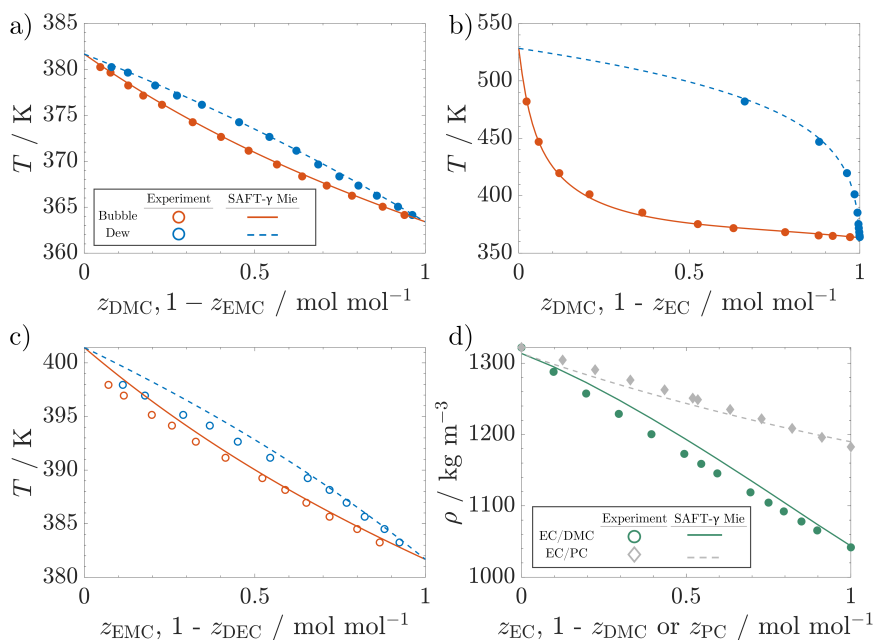 a)
385
380
375
370
365
360
T / K
0
0.5
1
z_DMC, 1 − z_EMC / mol mol⁻¹
Experiment SAFT-γ Mie
Bubble
Dew
b)
550
500
450
400
350
T / K
0
0.5
1
z_DMC, 1 - z_EC / mol mol⁻¹
c)
400
395
390
385
380
T / K
0
0.5
1
z_EMC, 1 - z_DEC / mol mol⁻¹
d)
1300
1200
1100
1000
ρ / kg m⁻³
Experiment SAFT-γ Mie
EC/DMC
EC/PC
0
0.5
1
z_EC, 1 - z_DMC or z_PC / mol mol⁻¹